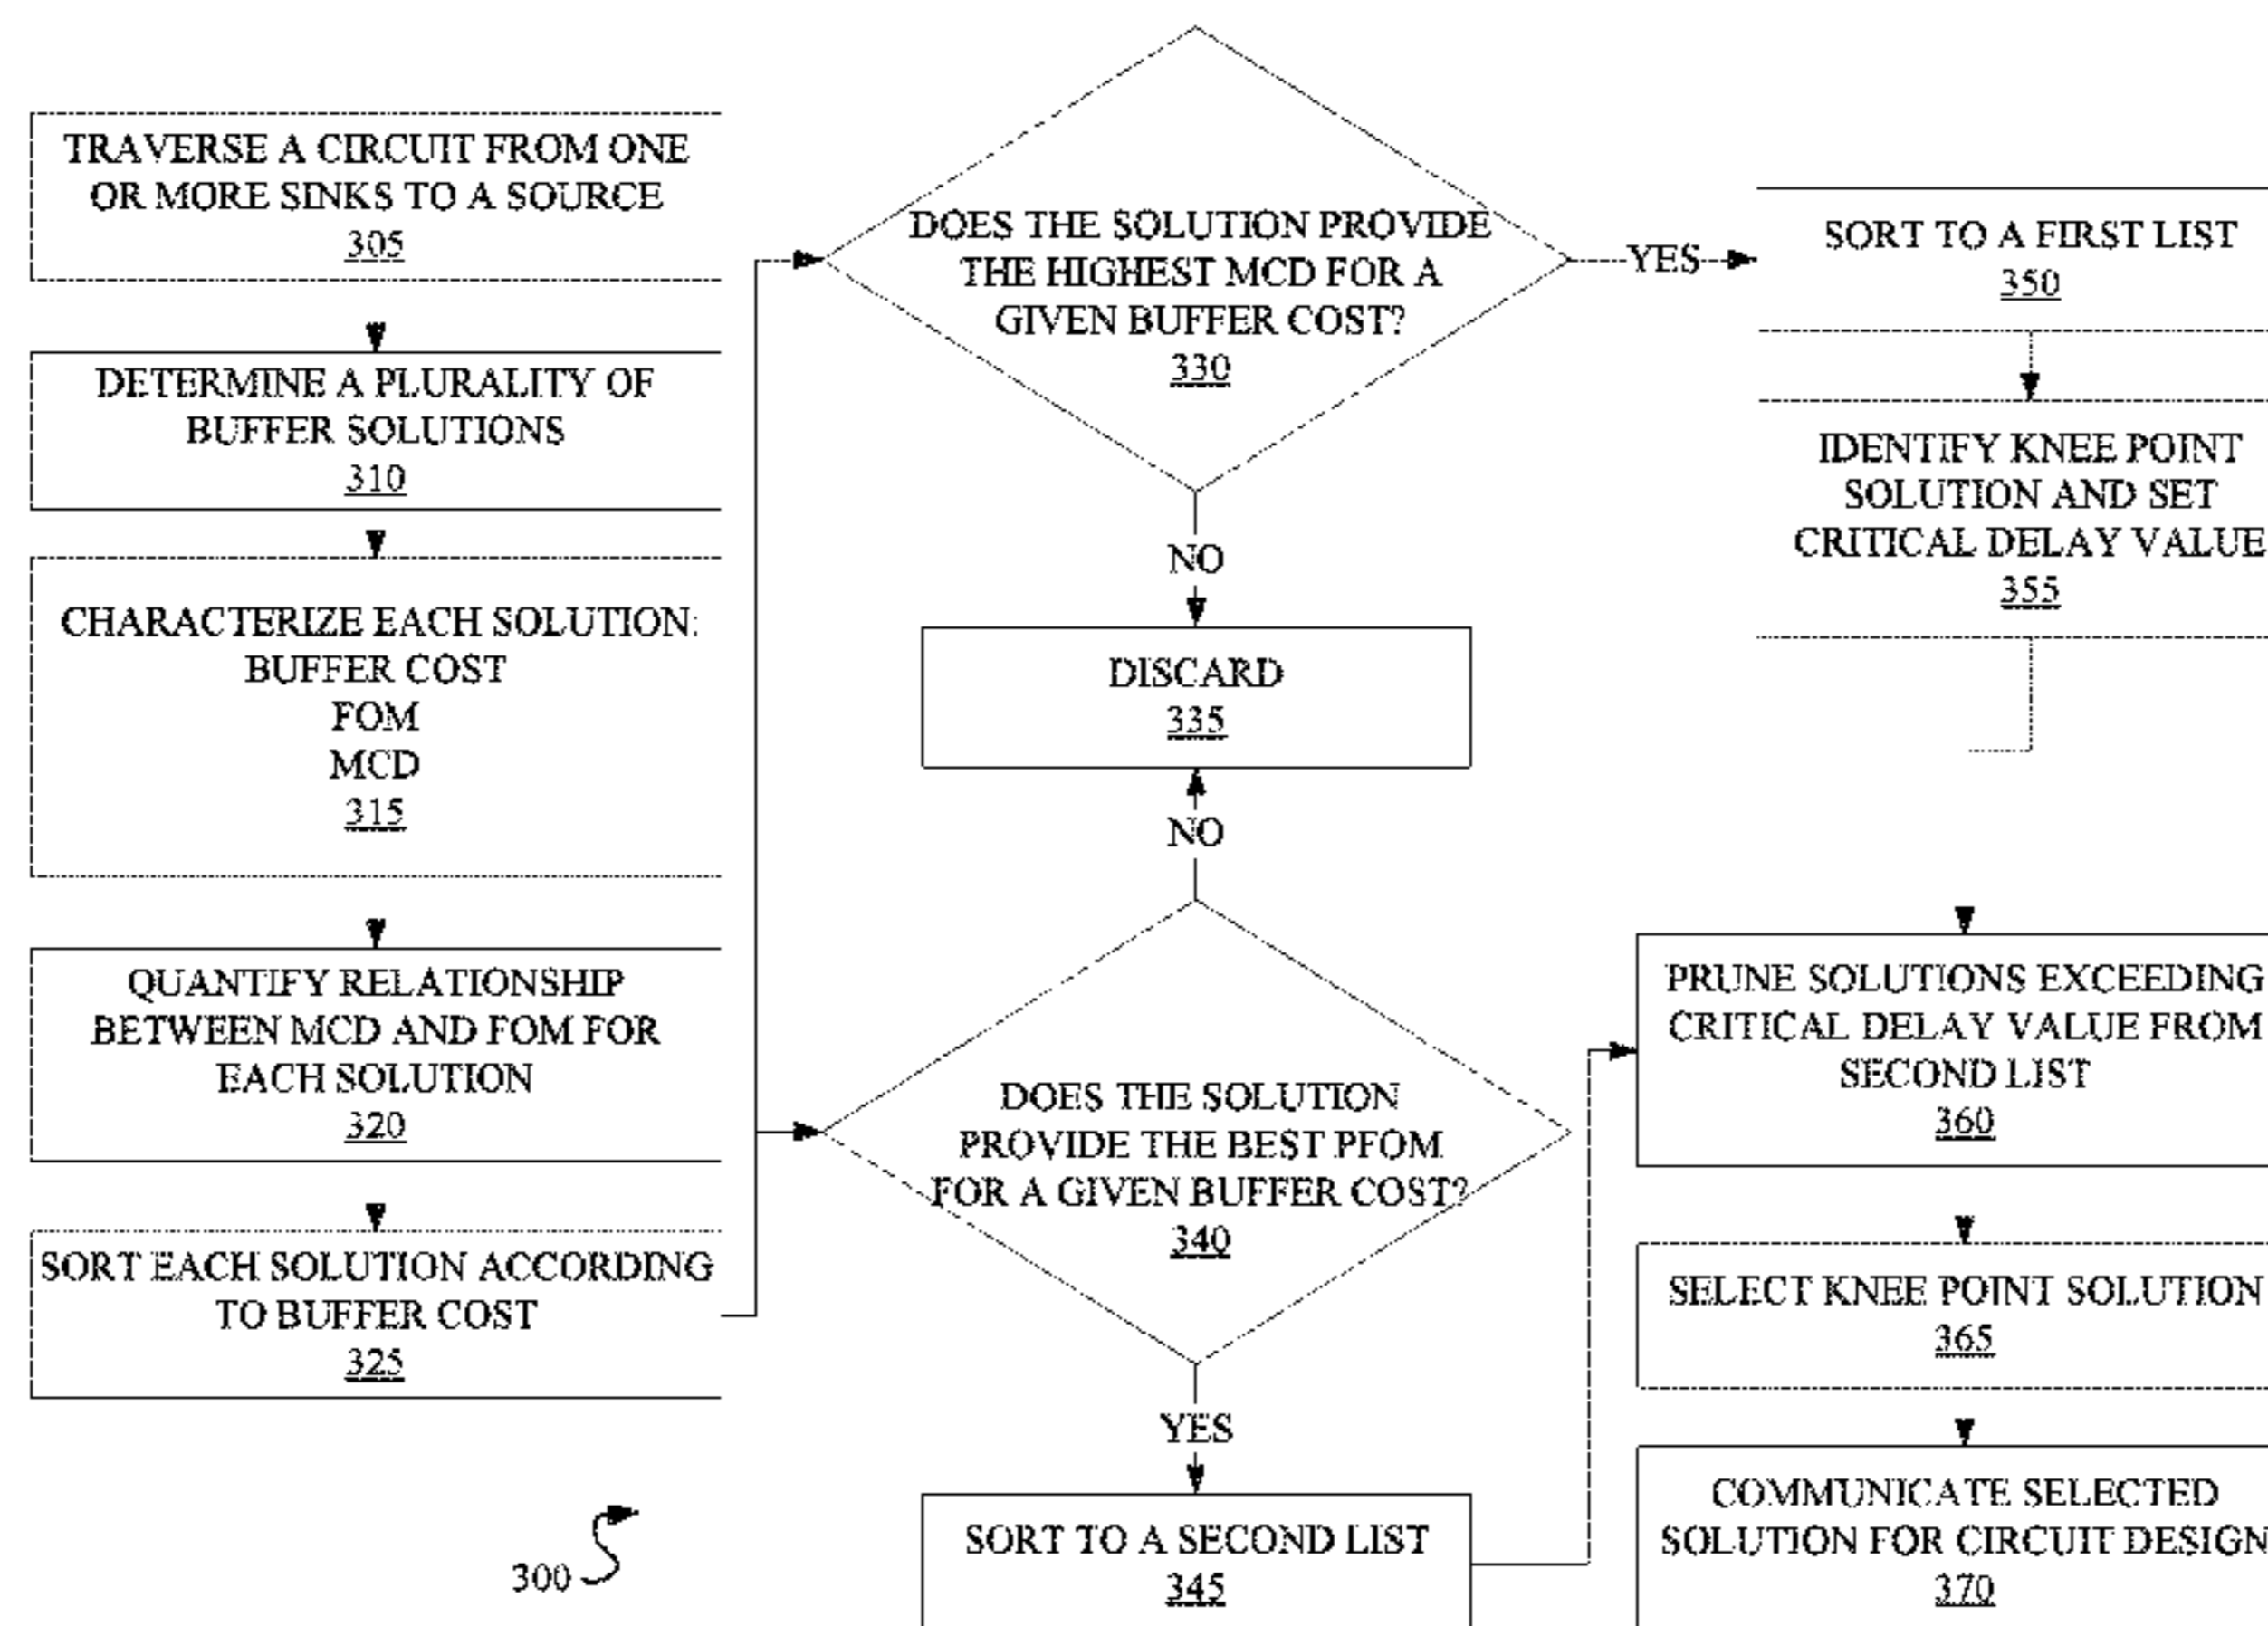 TRAVERSE A CIRCUIT FROM ONE
OR MORE SINKS TO A SOURCE
305
DETERMINE A PLURALITY OF
BUFFER SOLUTIONS
310
CHARACTERIZE EACH SOLUTION:
BUFFER COST
FOM
MCD
315
QUANTIFY RELATIONSHIP
BETWEEN MCD AND FOM FOR
EACH SOLUTION
320
SORT EACH SOLUTION ACCORDING
TO BUFFER COST
325
300
DOES THE SOLUTION PROVIDE
THE HIGHEST MCD FOR A
GIVEN BUFFER COST?
330
YES
NO
DISCARD
335
NO
DOES THE SOLUTION
PROVIDE THE BEST PFOM
FOR A GIVEN BUFFER COST?
340
YES
SORT TO A SECOND LIST
345
SORT TO A FIRST LIST
350
IDENTIFY KNEE POINT
SOLUTION AND SET
CRITICAL DELAY VALUE
355
PRUNE SOLUTIONS EXCEEDING
CRITICAL DELAY VALUE FROM
SECOND LIST
360
SELECT KNEE POINT SOLUTION
365
COMMUNICATE SELECTED
SOLUTION FOR CIRCUIT DESIGN
370